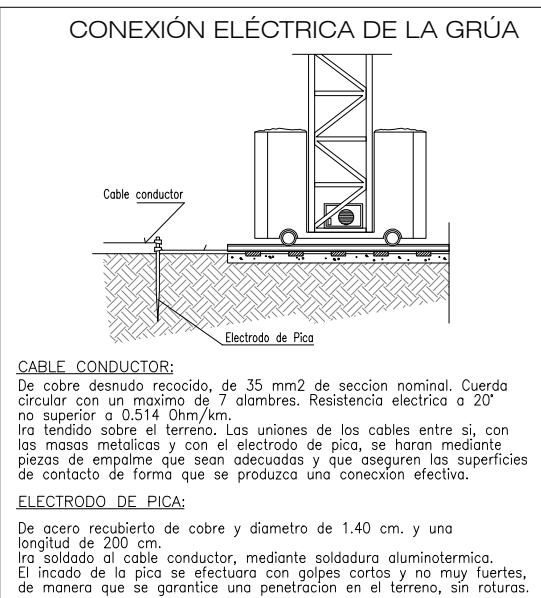 CONEXIÓN ELÉCTRICA DE LA GRÚA
Cable conductor
Electrodo de Pica
CABLE CONDUCTOR:
De cobre desnudo recocido, de 35 mm2 de seccion nominal. Cuerda
circular con un maximo de 7 alambres. Resistencia electrica a 20°
no superior a 0.514 Ohm/km.
Ira tendido sobre el terreno. Las uniones de los cables entre si, con
las masas metalicas y con el electrodo de pica, se haran mediante
piezas de empalme que sean adecuadas y que aseguren las superficies
de contacto de forma que se produzca una conecxion efectiva.
ELECTRODO DE PICA:
De acero recubierto de cobre y diametro de 1.40 cm. y una
longitud de 200 cm.
Ira soldado al cable conductor, mediante soldadura aluminotermica.
El incado de la pica se efectuara con golpes cortos y no muy fuertes,
de manera que se garantice una penetracion en el terreno, sin roturas.